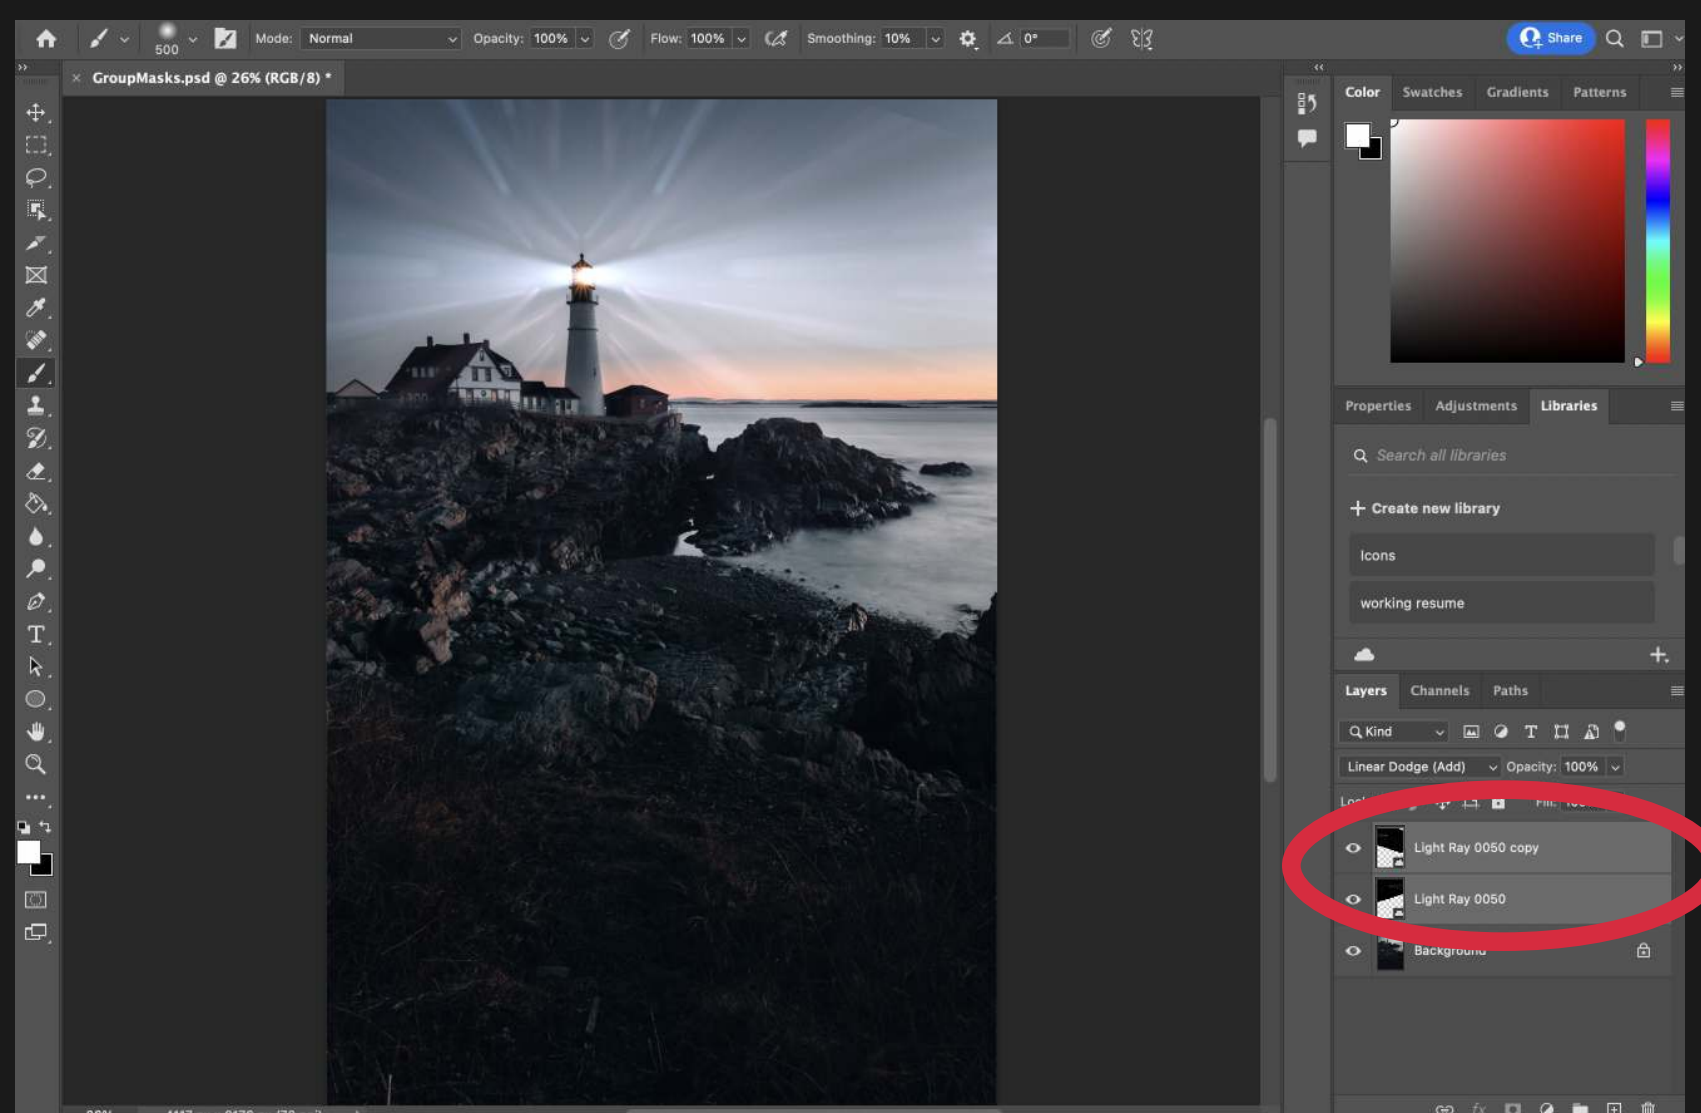 Mode: Normal Opacity: 100% Flow: 100% Smoothing: 10% 0° Share
500
GroupMasks.psd @ 26% (RGB/8) *
Color Swatches Gradients Patterns
Properties Adjustments Libraries
Search all libraries
Create new library
Icons
working resume
Layers Channels Paths
Kind
Linear Dodge (Add) Opacity: 100%
Light Ray 0050 copy
Light Ray 0050
Background